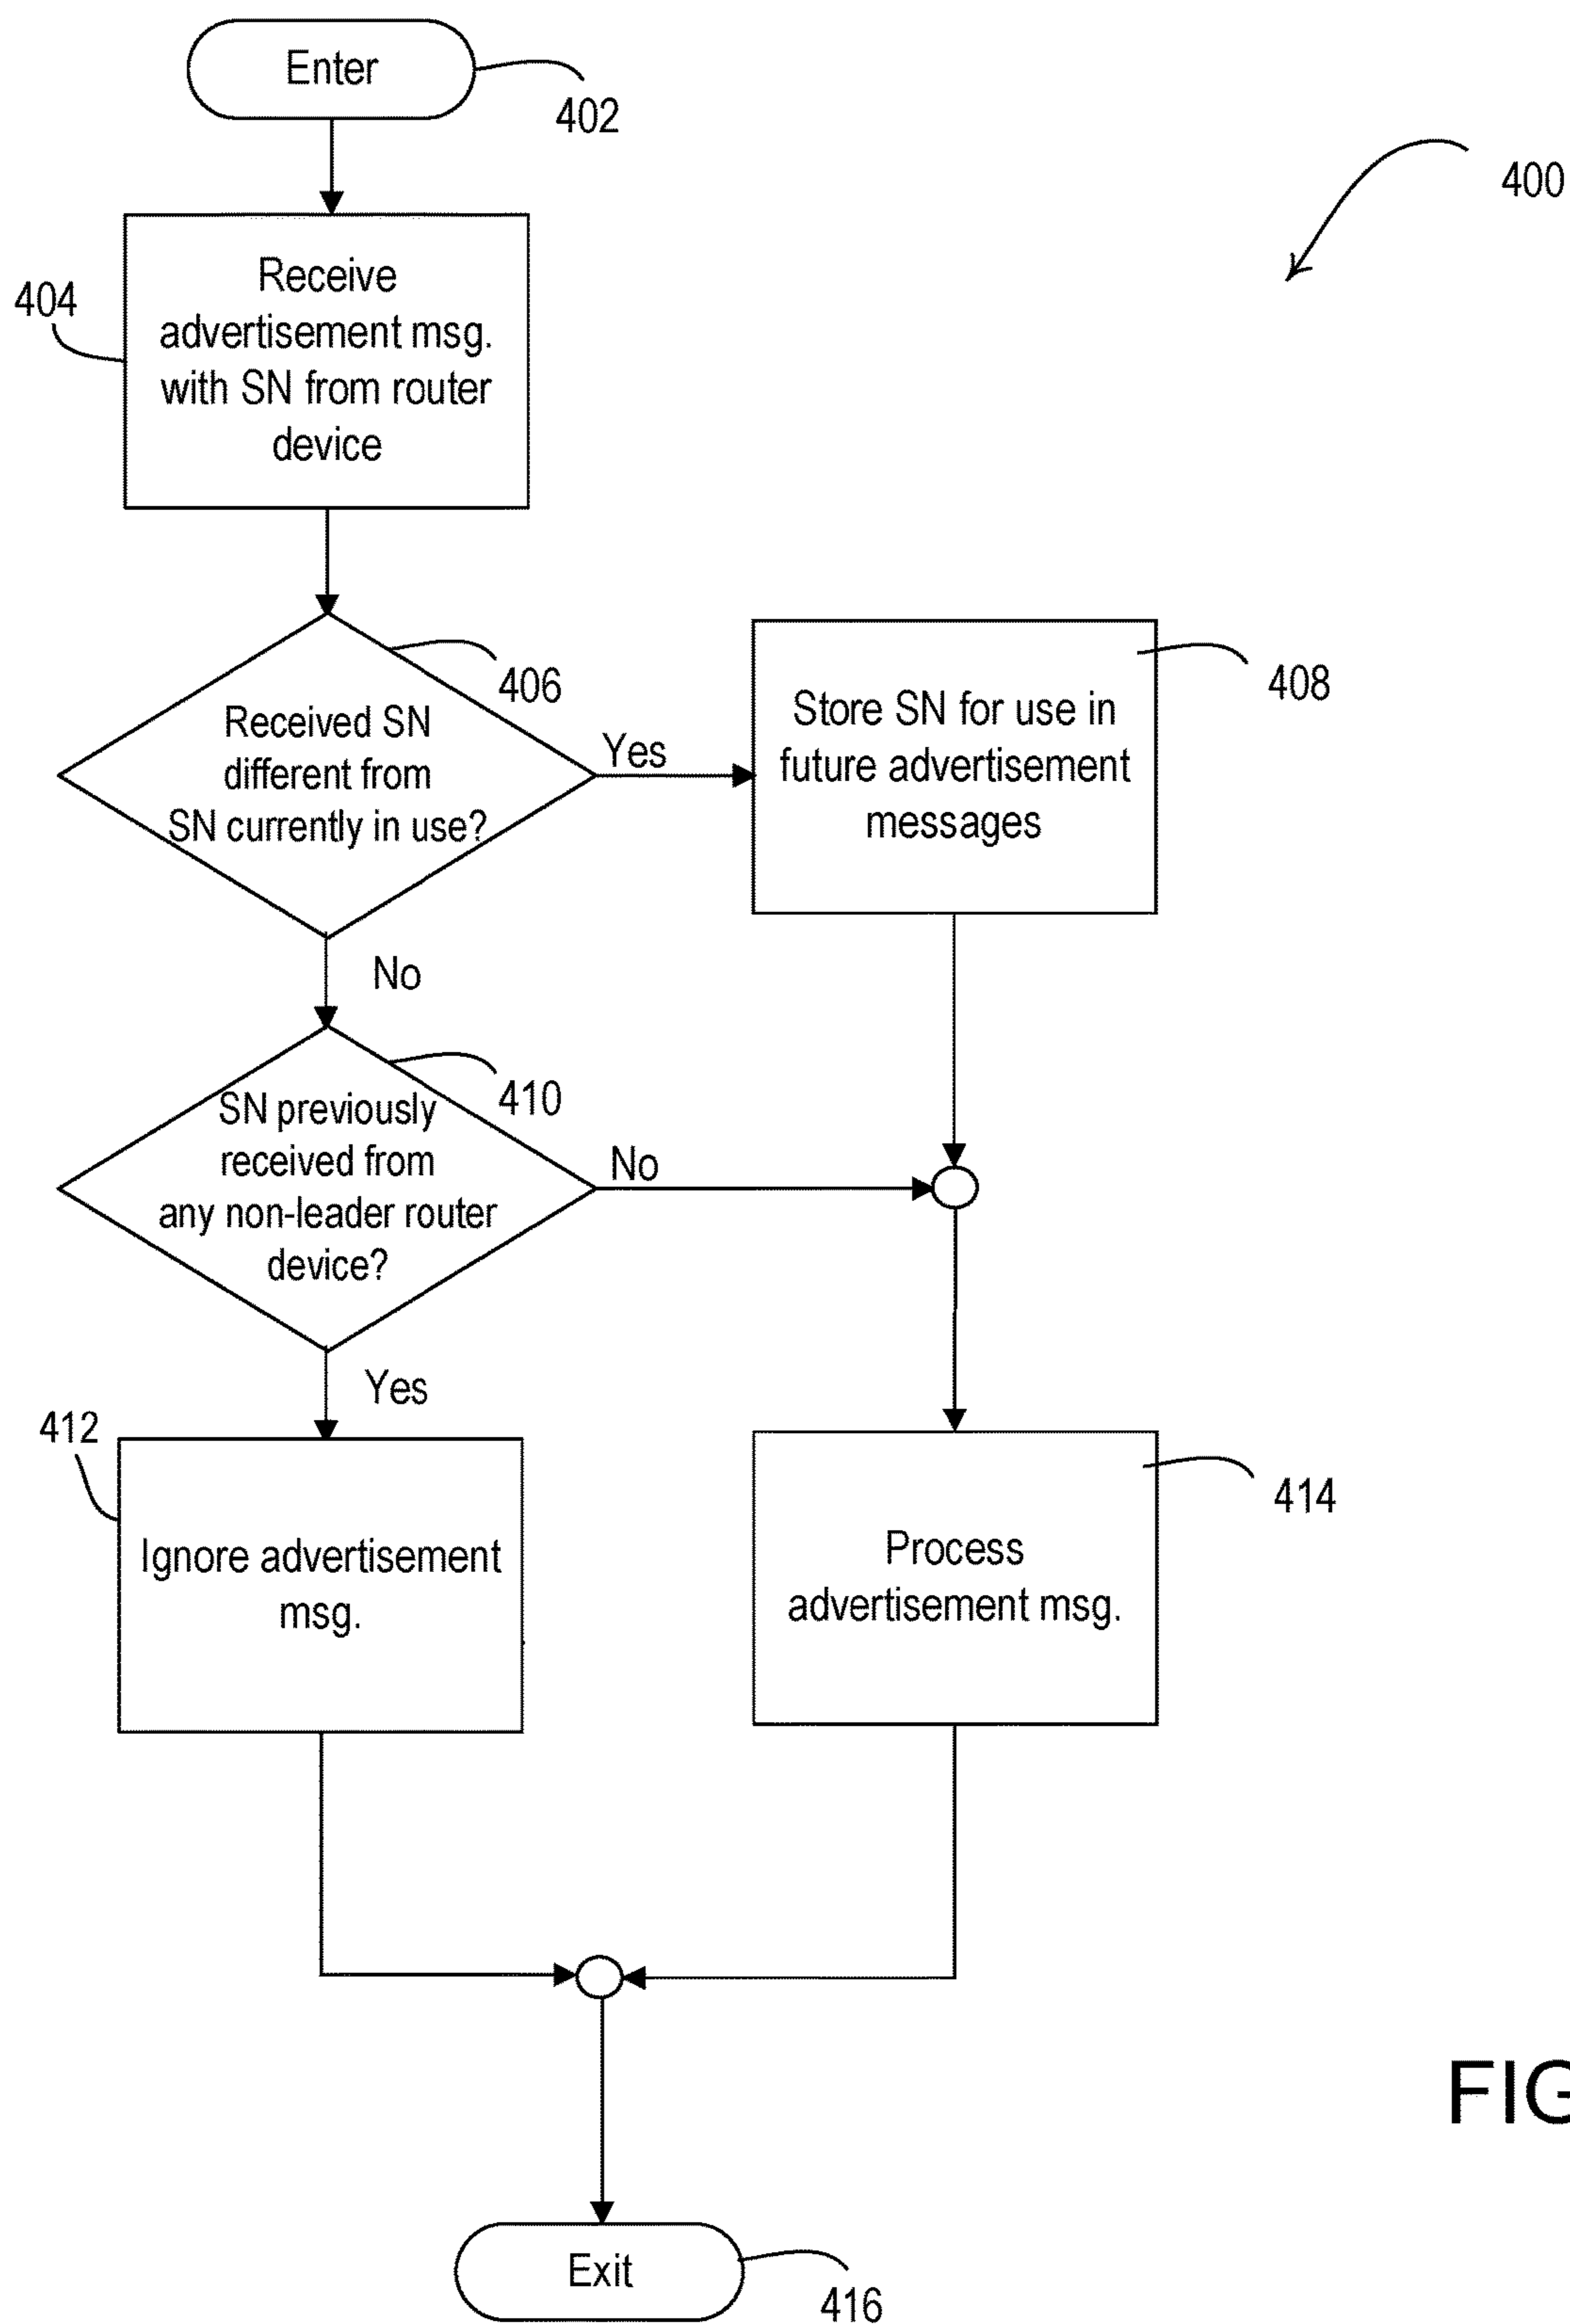 Enter
402
400
Receive
advertisement msg.
with SN from router
device
404
406
Received SN
different from
SN currently in use?
Yes
Store SN for use in
future advertisement
messages
408
No
410
SN previously
received from
any non-leader router
device?
No
Yes
412
Ignore advertisement
msg.
Process
advertisement msg.
414
FIG
Exit
416